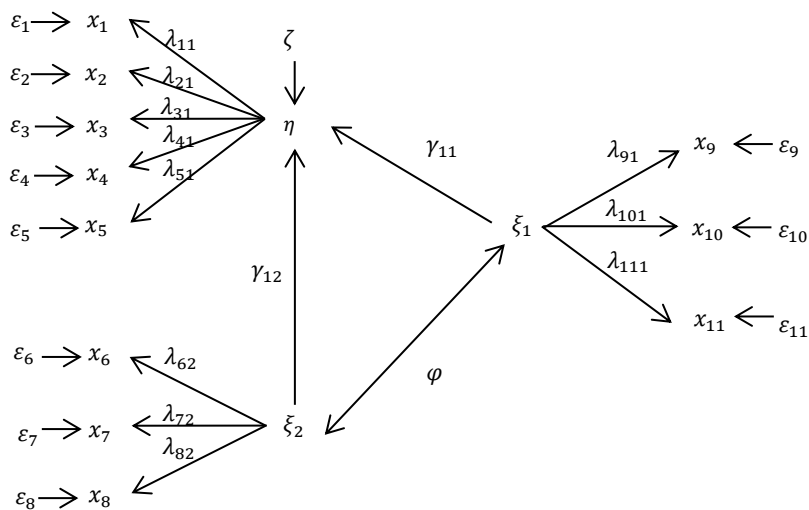 ε₁ x₁ λ₁₁ ζ
ε₂ x₂ λ₂₁
ε₃ x₃ λ₃₁ η
ε₄ x₄ λ₄₁
ε₅ x₅ λ₅₁
γ₁₁
λ₉₁ x₉ ε₉
ξ₁ λ₁₀₁ x₁₀ ε₁₀
λ₁₁₁
x₁₁ ε₁₁
γ₁₂
φ
ε₆ x₆ λ₆₂
ε₇ x₇ λ₇₂ ξ₂
ε₈ x₈ λ₈₂